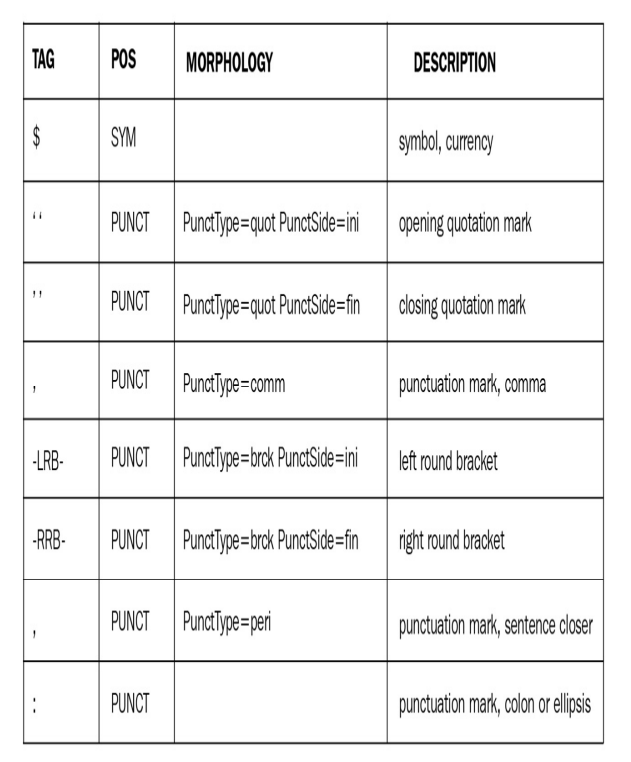 TAG POS MORPHOLOGY DESCRIPTION
$ SYM symbol, currency
‘ ‘ PUNCT PunctType=quot PunctSide=ini opening quotation mark
’ ’ PUNCT PunctType=quot PunctSide=fin closing quotation mark
, PUNCT PunctType=comm punctuation mark, comma
-LRB- PUNCT PunctType=brck PunctSide=ini left round bracket
-RRB- PUNCT PunctType=brck PunctSide=fin right round bracket
, PUNCT PunctType=peri punctuation mark, sentence closer
: PUNCT punctuation mark, colon or ellipsis